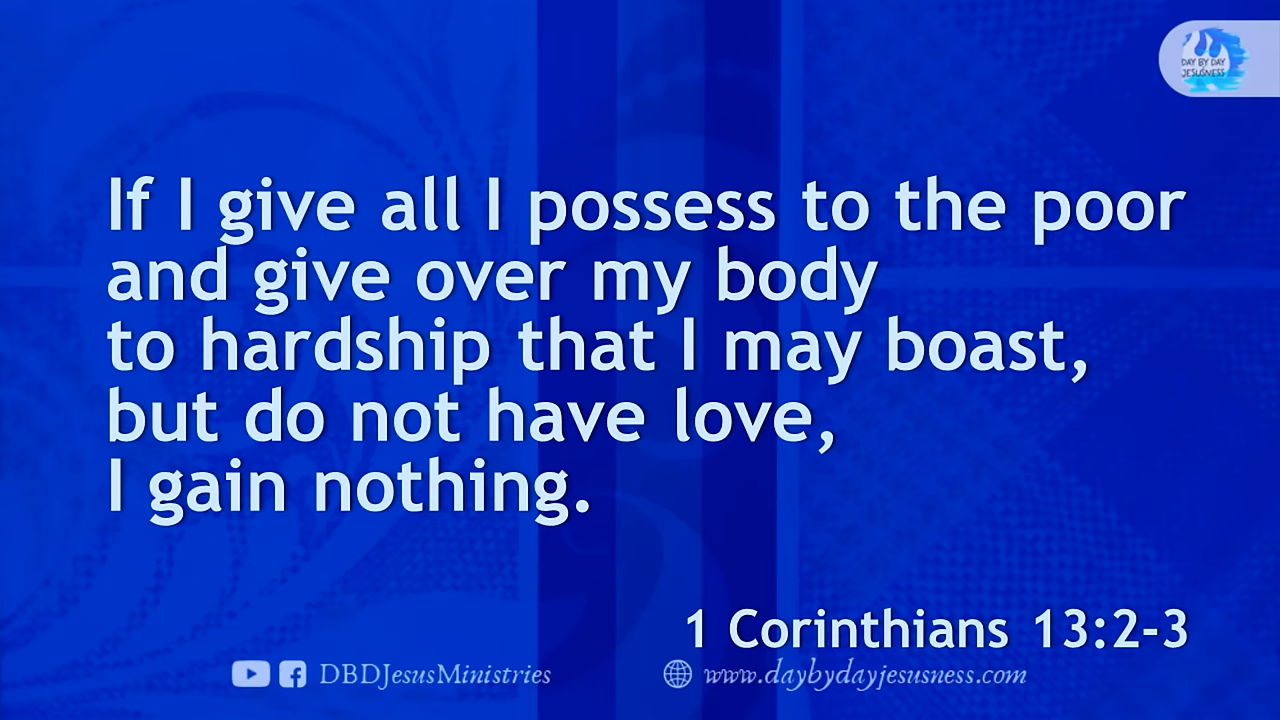 DAY BY DAY
JESUSNESS
If I give all I possess to the poor
and give over my body
to hardship that I may boast,
but do not have love,
I gain nothing.
1 Corinthians 13:2-3
DBDJesusMinistries
www.daybydayjesusness.com